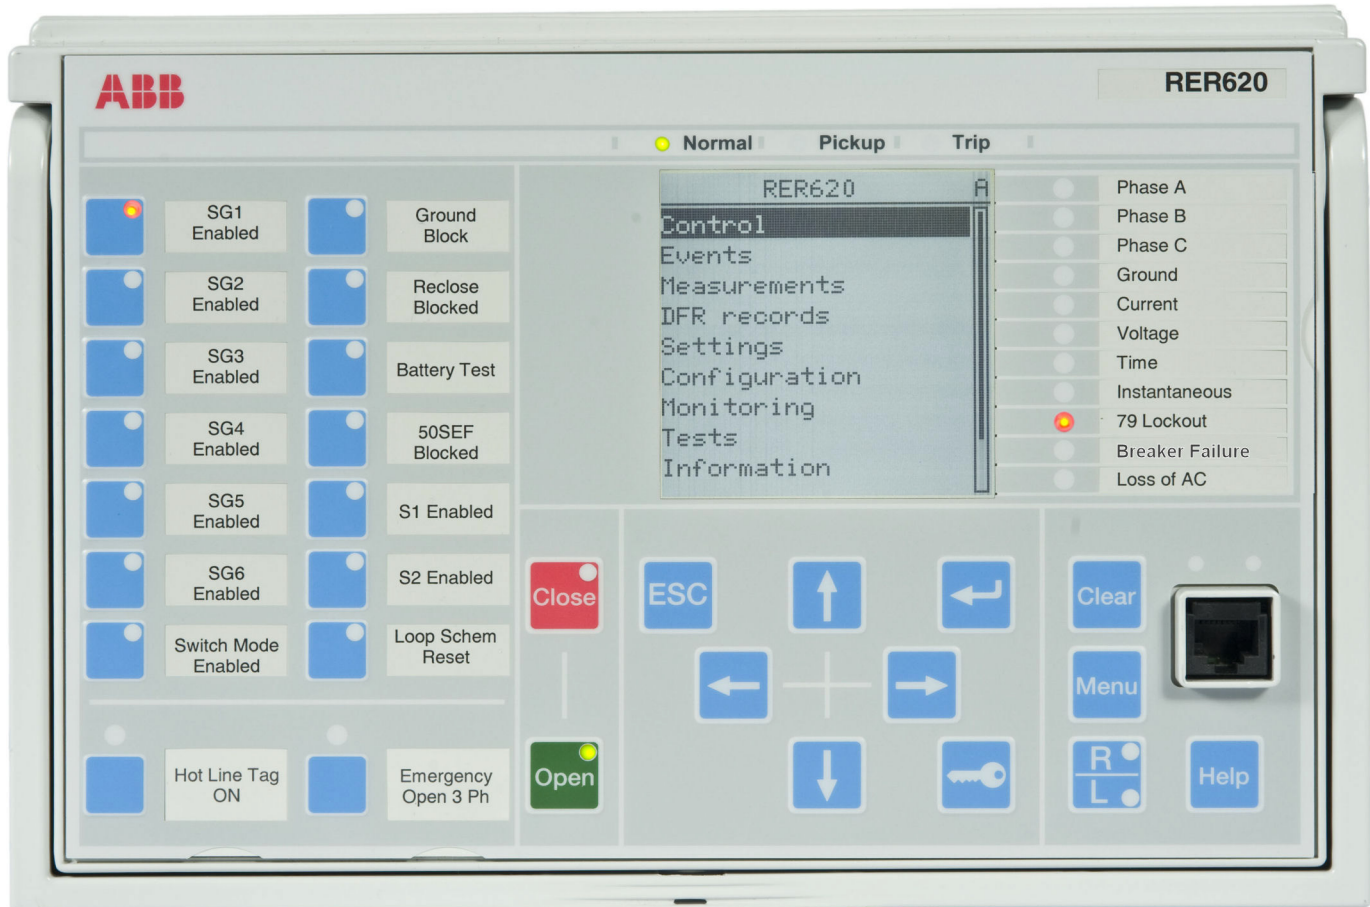 ABB
RER620
Normal
Pickup
Trip
SG1
Enabled
Ground
Block
SG2
Enabled
Reclose
Blocked
SG3
Enabled
Battery Test
SG4
Enabled
50SEF
Blocked
SG5
Enabled
S1 Enabled
SG6
Enabled
S2 Enabled
Switch Mode
Enabled
Loop Schem
Reset
Hot Line Tag
ON
Emergency
Open 3 Ph
RER620 A
Control
Events
Measurements
DFR records
Settings
Configuration
Monitoring
Tests
Information
Phase A
Phase B
Phase C
Ground
Current
Voltage
Time
Instantaneous
79 Lockout
Breaker Failure
Loss of AC
Close
Open
ESC
Clear
Menu
R
L
Help